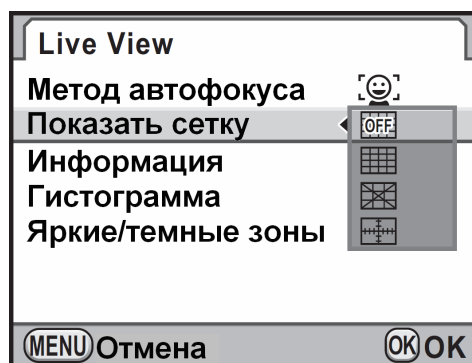 Live View
Метод автофокуса
Показать сетку OFF
Информация
Гистограмма
Яркие/темные зоны
MENU Отмена OK OK